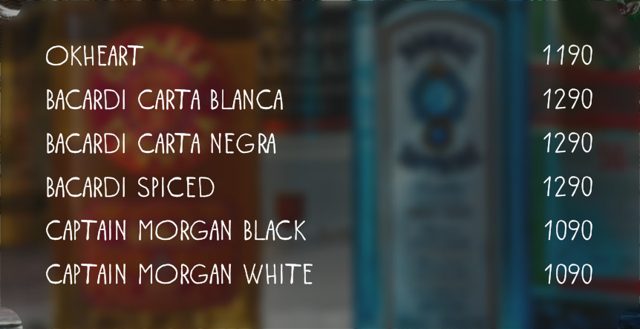 OKHEART 1190
BACARDI CARTA BLANCA 1290
BACARDI CARTA NEGRA 1290
BACARDI SPICED 1290
CAPTAIN MORGAN BLACK 1090
CAPTAIN MORGAN WHITE 1090